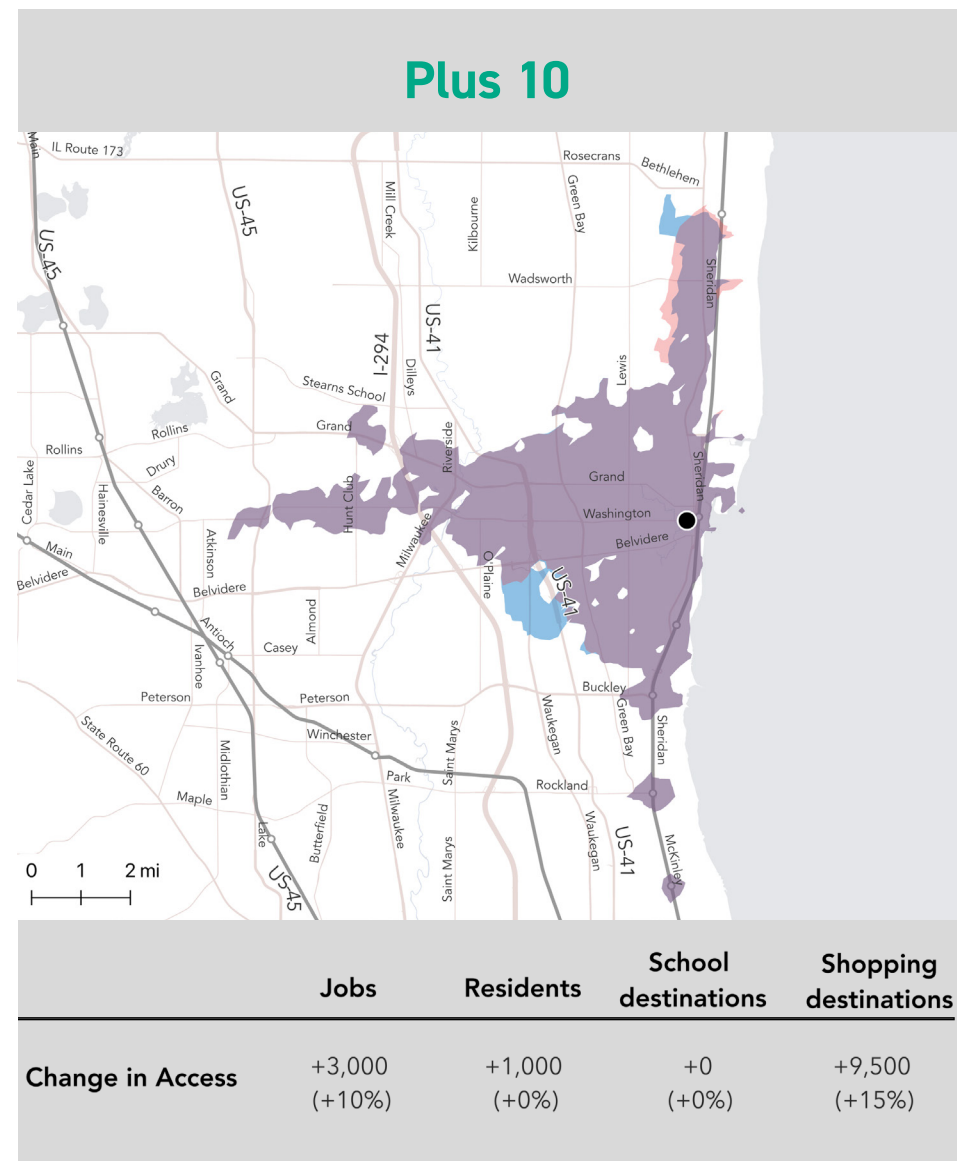 Plus 10
Main
IL Route 173
Rosecrans
Bethlehem
US-45
Mill Creek
Kilbourne
Green Bay
US-45
Wadsworth
Sheridan
US-41
I-294
Dilleys
Lewis
Grand
Stearns School
Grand
Rollins
Rollins
Riverside
Drury
Sheridan
Cedar Lake
Hainesville
Barron
Hunt Club
Grand
Washington
Milwaukee
Belvidere
Atkinson
Main
O'Plaine
Belvidere
Belvidere
US-41
Almond
Antioch
Casey
Ivanhoe
Peterson
Peterson
Buckley
Green Bay
Waukegan
Sheridan
State Route 60
Winchester
Midlothian
Saint Marys
Park
Rockland
Maple
Milwaukee
Butterfield
Lake
Waukegan
US-41
McKinley
Saint Marys
US-45
0 1 2 mi
Jobs Residents School destinations Shopping destinations
Change in Access +3,000 +1,000 +0 +9,500
(+10%) (+0%) (+0%) (+15%)